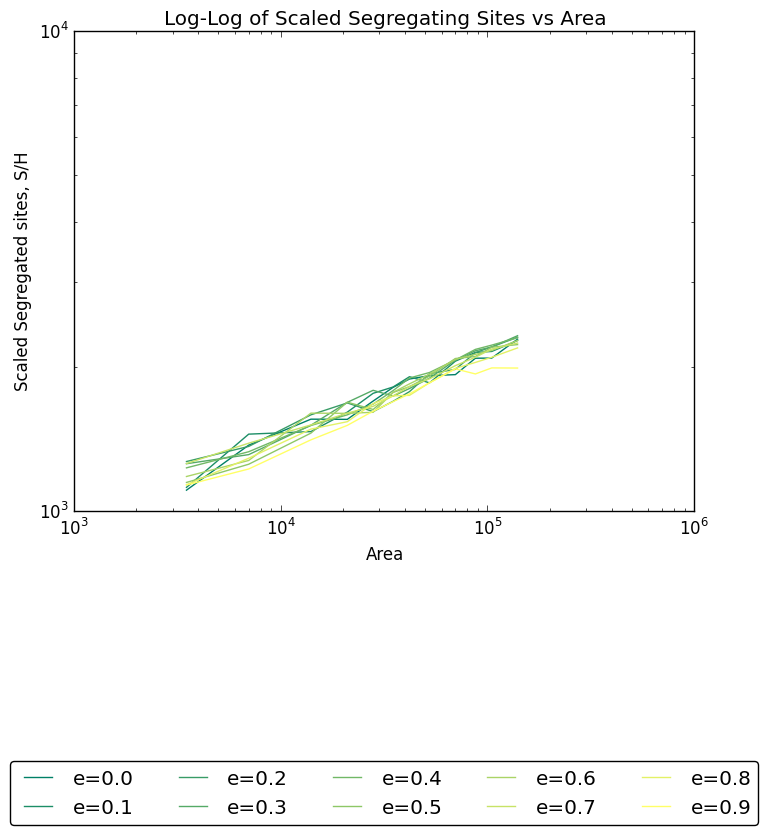 Log-Log of Scaled Segregating Sites vs Area
10^4
Scaled Segregated sites, S/H
10^3
10^3 10^4 10^5 10^6
Area
e=0.0 e=0.2 e=0.4 e=0.6 e=0.8
e=0.1 e=0.3 e=0.5 e=0.7 e=0.9